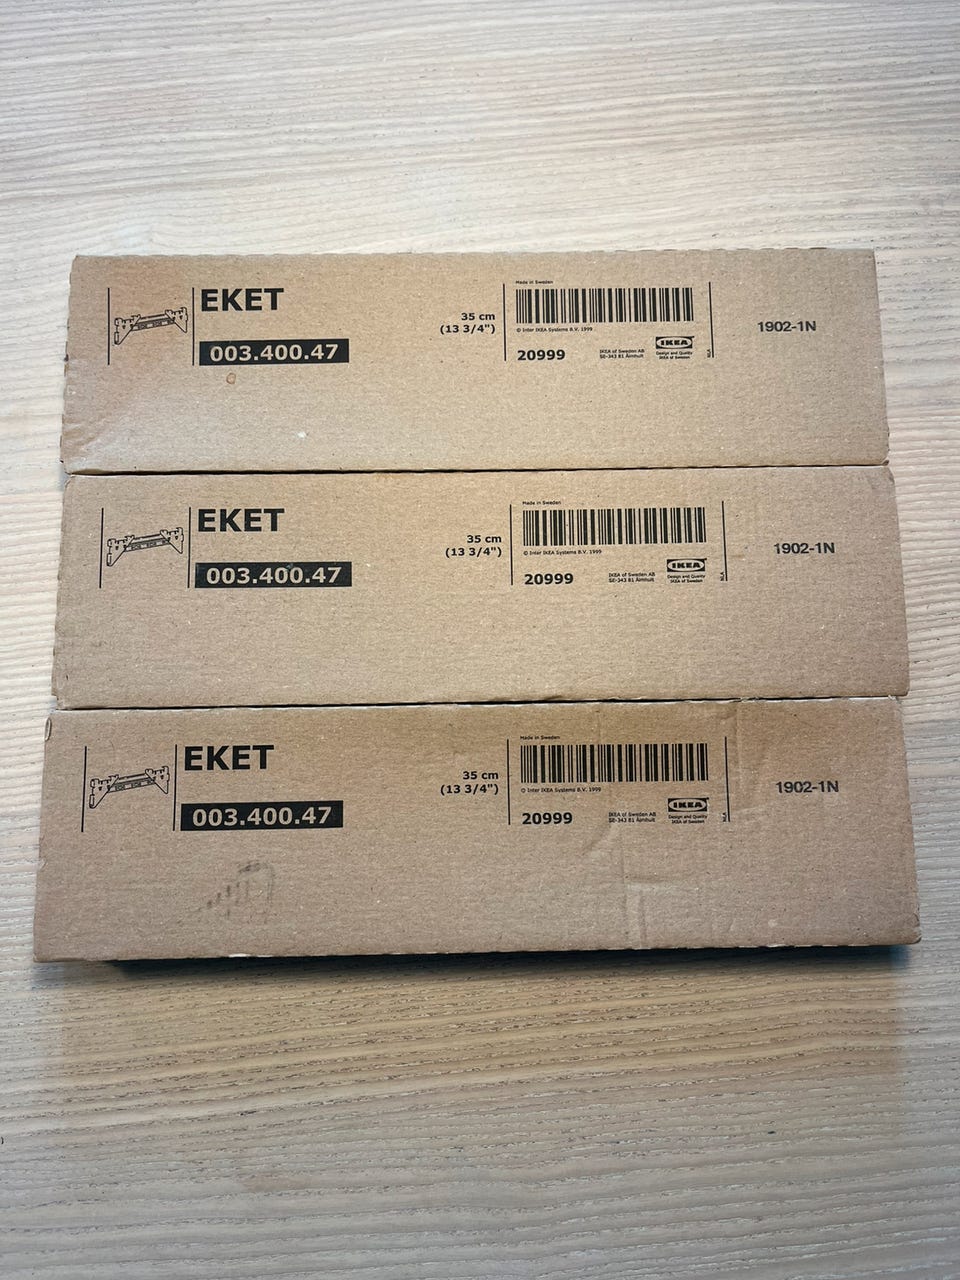 EKET
003.400.47
35 cm
(13 3/4")
Made in Sweden
© Inter IKEA Systems B.V. 1999
20999
IKEA of Sweden AB
SE-343 81 Älmhult
IKEA
Design and Quality
IKEA of Sweden
1902-1N
EKET
003.400.47
35 cm
(13 3/4")
Made in Sweden
© Inter IKEA Systems B.V. 1999
20999
IKEA of Sweden AB
SE-343 81 Älmhult
IKEA
Design and Quality
IKEA of Sweden
1902-1N
EKET
003.400.47
35 cm
(13 3/4")
Made in Sweden
© Inter IKEA Systems B.V. 1999
20999
IKEA of Sweden AB
SE-343 81 Älmhult
IKEA
Design and Quality
IKEA of Sweden
1902-1N